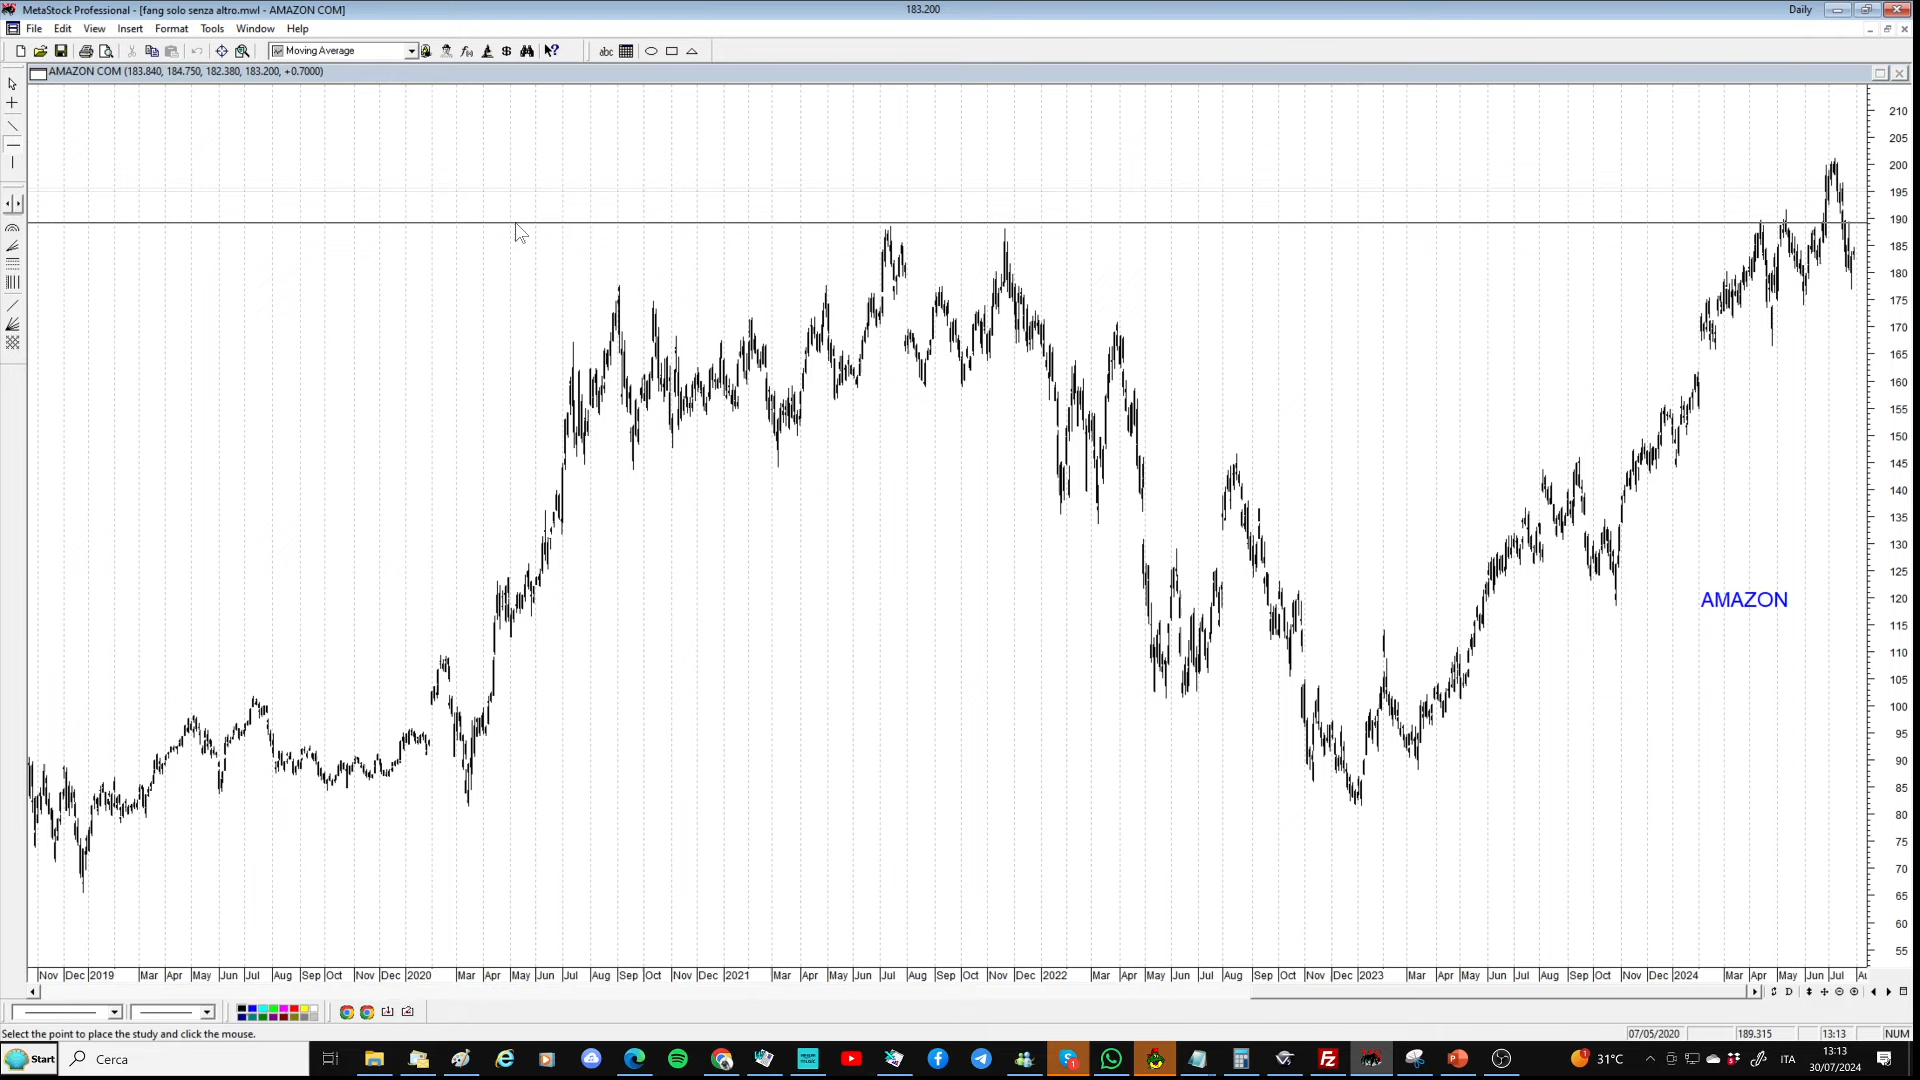 MetaStock Professional - [fang solo senza altro.mwl - AMAZON COM]
183.200
Daily
File Edit View Insert Format Tools Window Help
Moving Average
abc
AMAZON COM (183.840, 184.750, 182.380, 183.200, +0.7000)
210
205
200
195
190
185
180
175
170
165
160
155
150
145
140
135
130
125
120
115
110
105
100
95
90
85
80
75
70
65
60
55
AMAZON
Nov Dec 2019 Mar Apr May Jun Jul Aug Sep Oct Nov Dec 2020 Mar Apr May Jun Jul Aug Sep Oct Nov Dec 2021 Mar Apr May Jun Jul Aug Sep Oct Nov Dec 2022 Mar Apr May Jun Jul Aug Sep Oct Nov Dec 2023 Mar Apr May Jun Jul Aug Sep Oct Nov Dec 2024 Mar Apr May Jun Jul
D
Select the point to place the study and click the mouse.
07/05/2020 189.315 13:13 NUM
Start Cerca 31°C ITA
13:13
30/07/2024